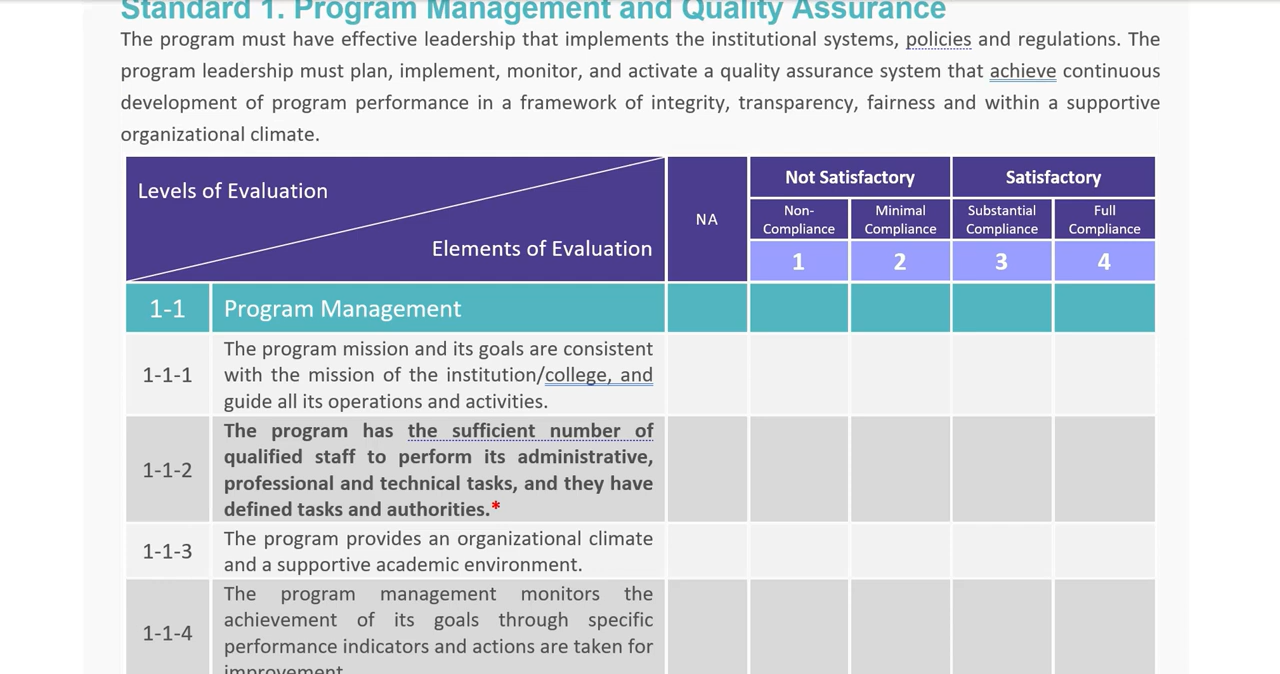 Standard 1. Program Management and Quality Assurance
The program must have effective leadership that implements the institutional systems, policies and regulations. The
program leadership must plan, implement, monitor, and activate a quality assurance system that achieve continuous
development of program performance in a framework of integrity, transparency, fairness and within a supportive
organizational climate.
Levels of Evaluation
Elements of Evaluation
NA
Not Satisfactory
Satisfactory
Non-
Compliance
Minimal
Compliance
Substantial
Compliance
Full
Compliance
1
2
3
4
1-1
Program Management
1-1-1
The program mission and its goals are consistent
with the mission of the institution/college, and
guide all its operations and activities.
1-1-2
The program has the sufficient number of
qualified staff to perform its administrative,
professional and technical tasks, and they have
defined tasks and authorities.*
1-1-3
The program provides an organizational climate
and a supportive academic environment.
1-1-4
The program management monitors the
achievement of its goals through specific
performance indicators and actions are taken for
improvement.